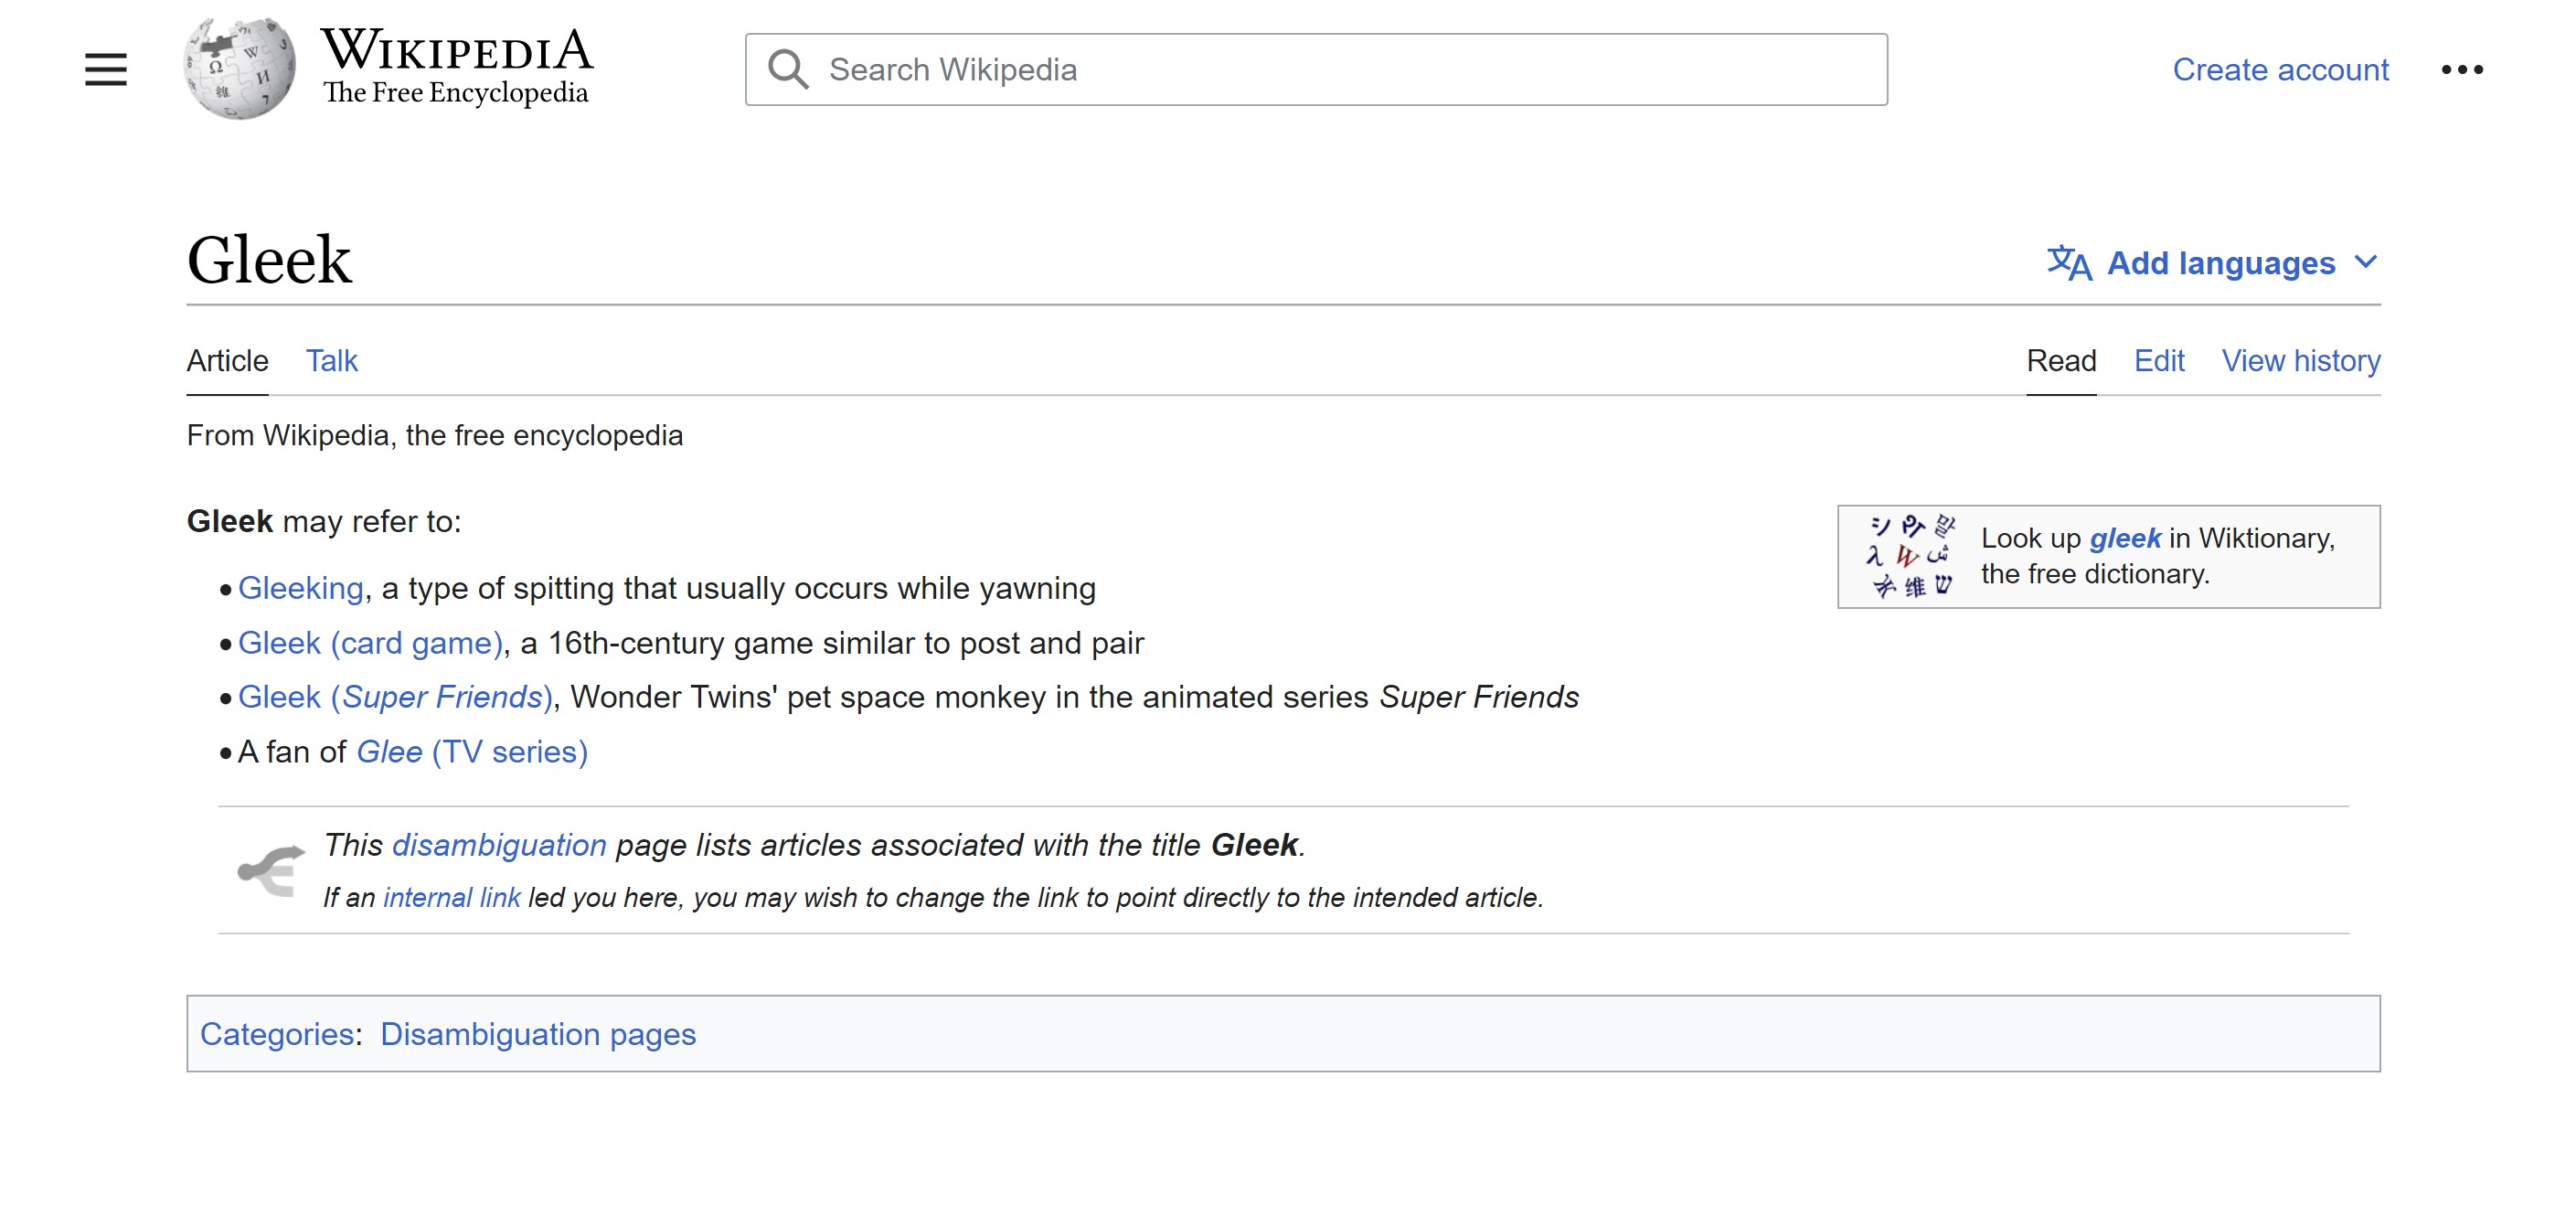 WIKIPEDIA
The Free Encyclopedia
Search Wikipedia
Create account
Gleek
Add languages
Article Talk
Read Edit View history
From Wikipedia, the free encyclopedia
Gleek may refer to:
Look up gleek in Wiktionary,
the free dictionary.
Gleeking, a type of spitting that usually occurs while yawning
Gleek (card game), a 16th-century game similar to post and pair
Gleek (Super Friends), Wonder Twins' pet space monkey in the animated series Super Friends
A fan of Glee (TV series)
This disambiguation page lists articles associated with the title Gleek.
If an internal link led you here, you may wish to change the link to point directly to the intended article.
Categories: Disambiguation pages